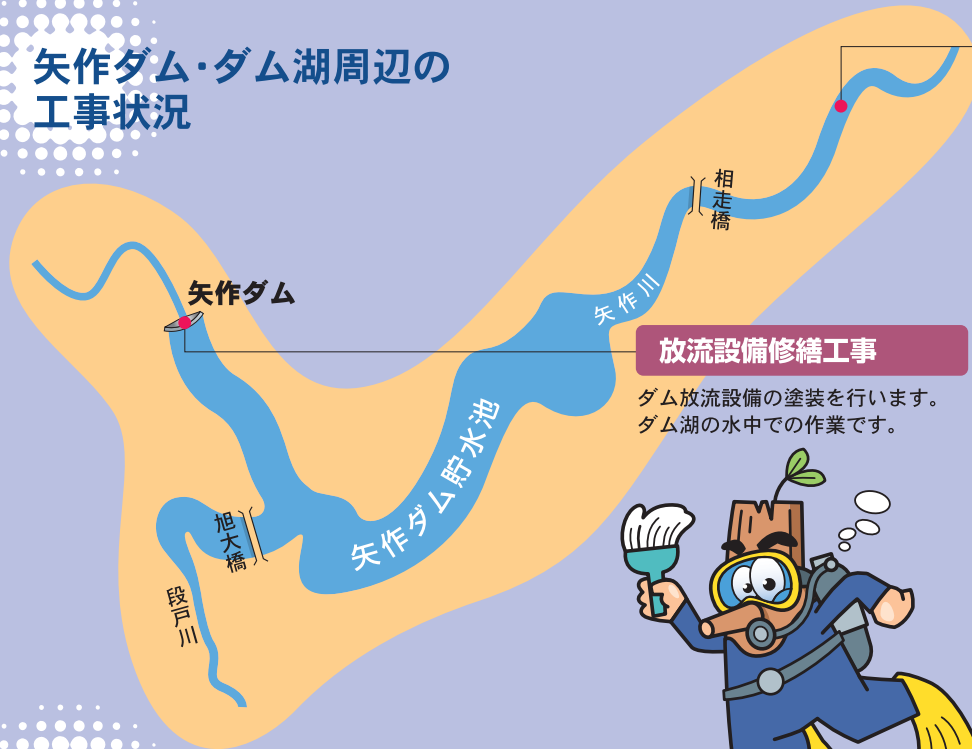 矢作ダム・ダム湖周辺の
工事状況
相走橋
矢作ダム
矢作川
放流設備修繕工事
ダム放流設備の塗装を行います。
ダム湖の水中での作業です。
矢作ダム貯水池
旭大橋
段戸川